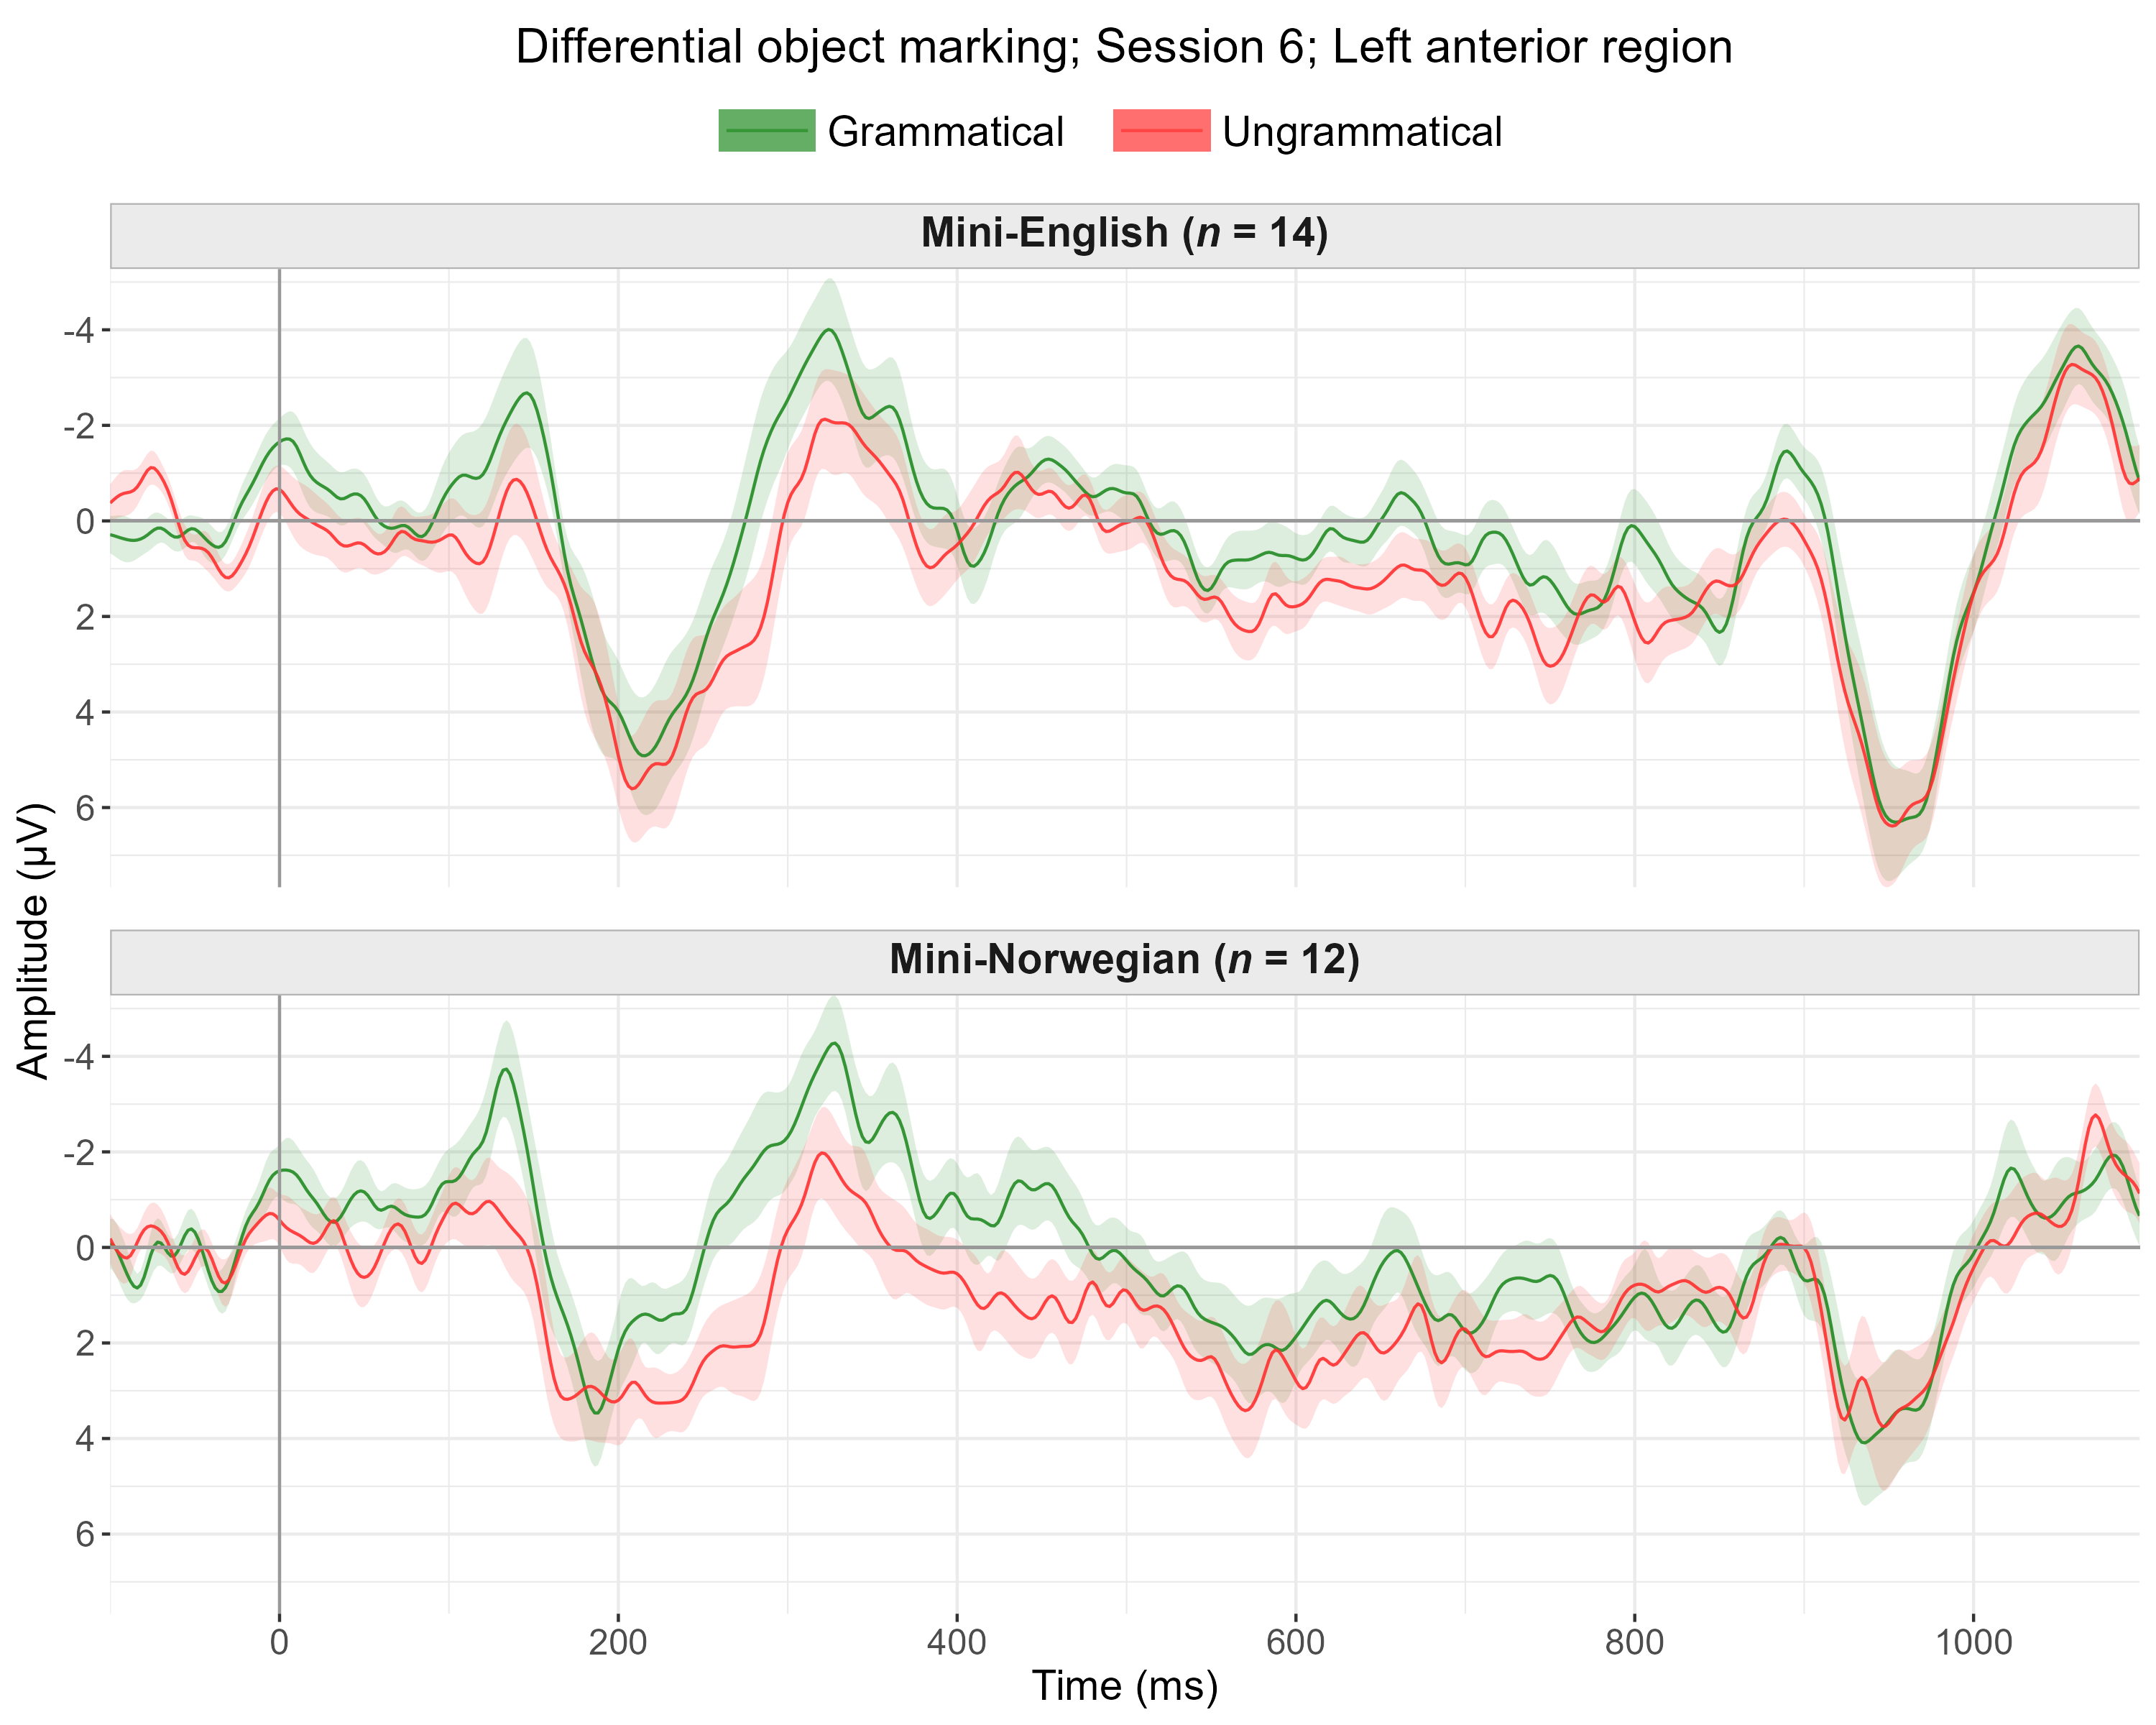 Differential object marking; Session 6; Left anterior region
Grammatical Ungrammatical
Mini-English (n = 14)
-4
-2
0
2
4
6
Amplitude (µV)
Mini-Norwegian (n = 12)
-4
-2
0
2
4
6
0 200 400 600 800 1000
Time (ms)